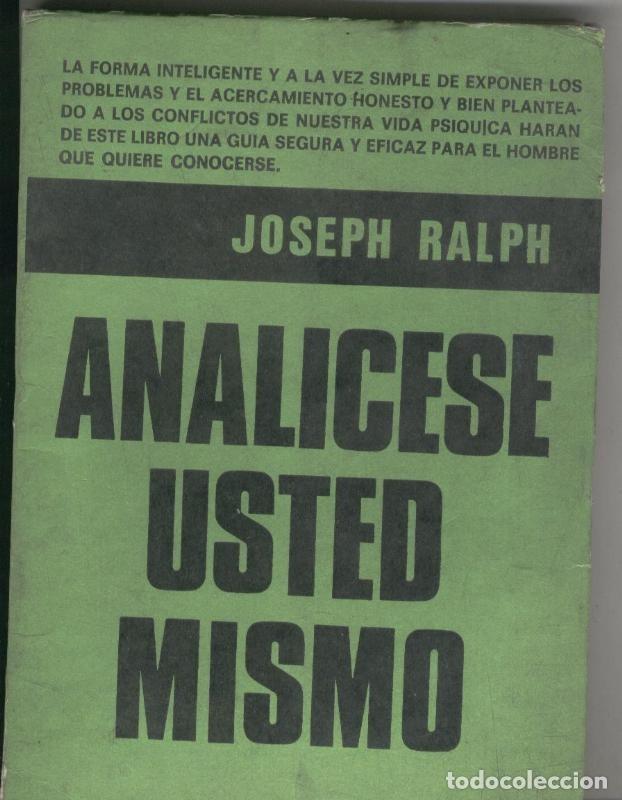 LA FORMA INTELIGENTE Y A LA VEZ SIMPLE DE EXPONER LOS
PROBLEMAS Y EL ACERCAMIENTO HONESTO Y BIEN PLANTEA-
DO A LOS CONFLICTOS DE NUESTRA VIDA PSIQUICA HARAN
DE ESTE LIBRO UNA GUIA SEGURA Y EFICAZ PARA EL HOMBRE
QUE QUIERE CONOCERSE.
JOSEPH RALPH
ANALICESE
USTED
MISMO
todocoleccion